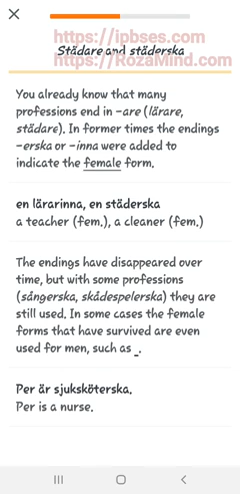 https://ipbses.com
Städare and städerska
https://RozaMind.com
You already know that many
professions end in –are (lärare,
städare). In former times the endings
–erska or –inna were added to
indicate the female form.
en lärarinna, en städerska
a teacher (fem.), a cleaner (fem.)
The endings have disappeared over
time, but with some professions
(sångerska, skådespelerska) they are
still used. In some cases the female
forms that have survived are even
used for men, such as _.
Per är sjuksköterska.
Per is a nurse.